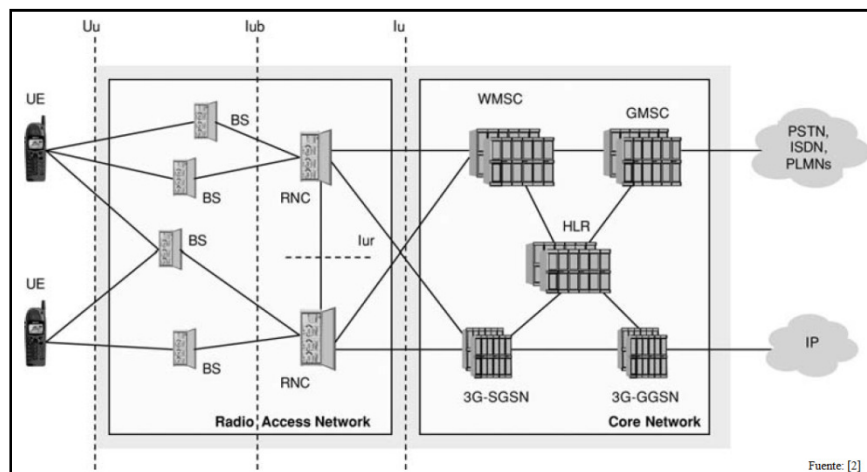 Uu
Iub
Iu
UE
BS
WMSC
GMSC
PSTN,
ISDN,
PLMNs
BS
RNC
BS
Iur
HLR
UE
BS
RNC
IP
3G-SGSN
3G-GGSN
Radio Access Network
Core Network
Fuente: [2]